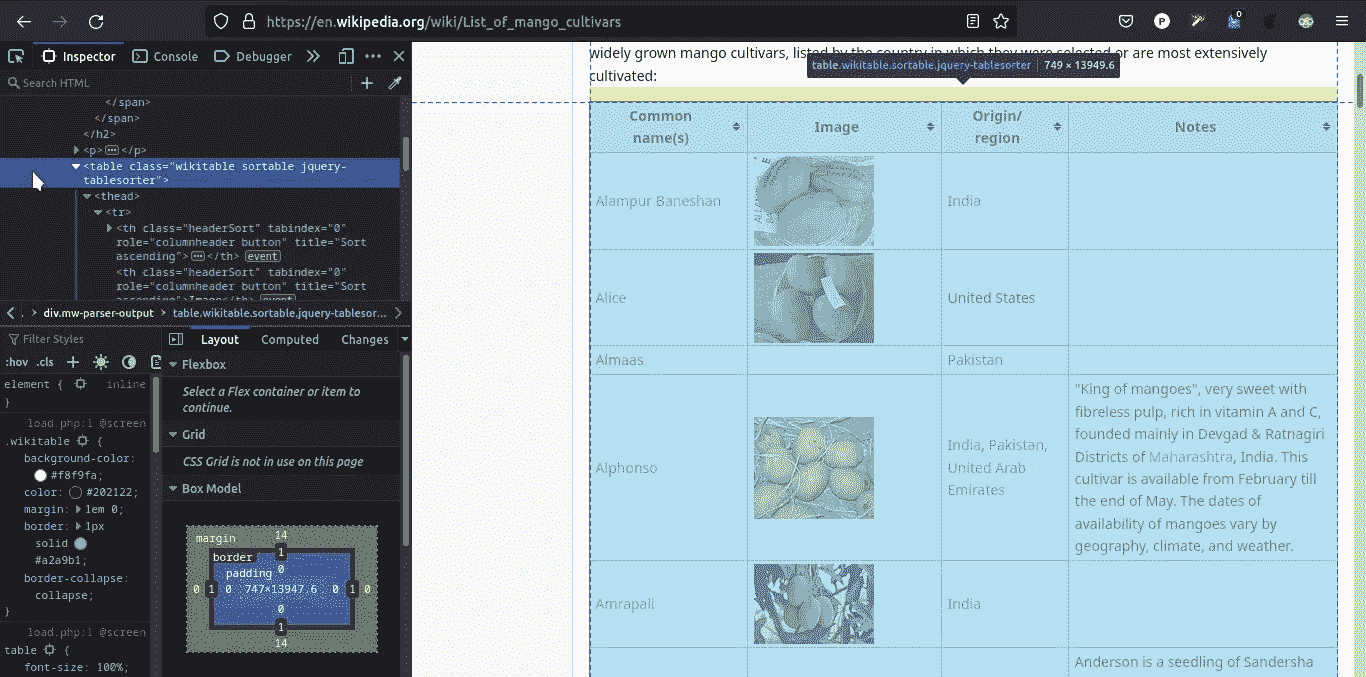 https://en.wikipedia.org/wiki/List_of_mango_cultivars
P
0
Inspector
Console
Debugger
Search HTML
</span>
</span>
</h2>
<p></p>
<table class="wikitable sortable jquery-
tablesorter">
<thead>
<tr>
<th class="headerSort" tabindex="0"
role="columnheader button" title="Sort
ascending"></th> event
<th class="headerSort" tabindex="0"
role="columnheader button" title="Sort
ascending">Image</th> event
div.mw-parser-output
table.wikitable.sortable.jquery-tablesor...
Filter Styles
:hov .cls
element { inline
}
load.php:1 @screen
.wikitable {
background-color:
#f8f9fa;
color: #202122;
margin: 1em 0;
border: 1px
solid
#a2a9b1;
border-collapse:
collapse;
}
load.php:1 @screen
table {
font-size: 100%;
Layout
Computed
Changes
Flexbox
Select a Flex container or item to
continue.
Grid
CSS Grid is not in use on this page
Box Model
margin
14
border
1
padding
0
0 1 0 747×13947.6 0 1 0
0
1
14
widely grown mango cultivars, listed by the country in which they were selected or are most extensively
cultivated:
table.wikitable.sortable.jquery-tablesorter 749 × 13949.6
Common
name(s)
Image
Origin/
region
Notes
Alampur Baneshan
India
Alice
United States
Almaas
Pakistan
Alphonso
India, Pakistan,
United Arab
Emirates
"King of mangoes", very sweet with
fibreless pulp, rich in vitamin A and C,
founded mainly in Devgad & Ratnagiri
Districts of Maharashtra, India. This
cultivar is available from February till
the end of May. The dates of
availability of mangoes vary by
geography, climate, and weather.
Amrapali
India
Anderson is a seedling of Sandersha